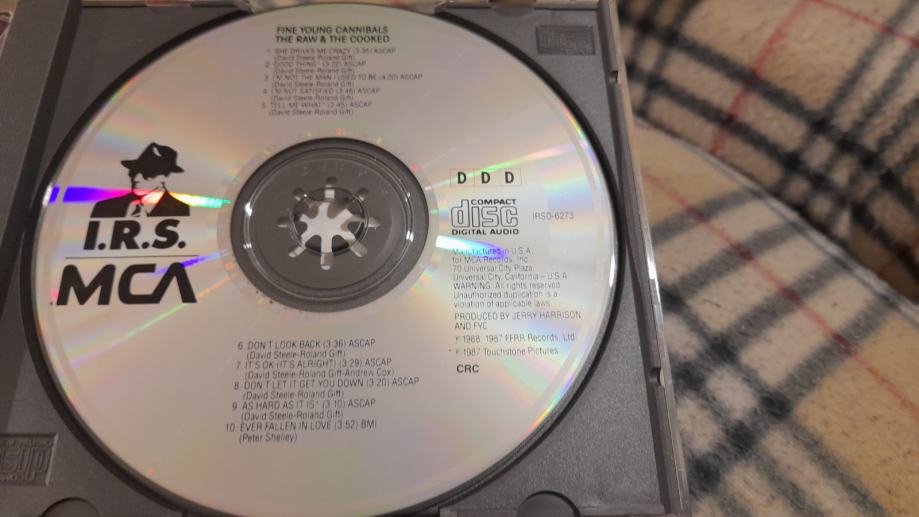 FINE YOUNG CANNIBALS
THE RAW & THE COOKED
1. SHE DRIVES ME CRAZY (3:35) ASCAP
(David Steele-Roland Gift)
2. GOOD THING* (3:22) ASCAP
(David Steele-Roland Gift)
3. I'M NOT THE MAN I USED TO BE (4:20) ASCAP
(David Steele-Roland Gift)
4. I'M NOT SATISFIED (3:46) ASCAP
(David Steele-Roland Gift)
5. TELL ME WHAT* (2:45) ASCAP
(David Steele-Roland Gift)
I.R.S.
MCA
D D D
COMPACT
disc
DIGITAL AUDIO
IRSD-6273
Manufactured in U.S.A.
for MCA Records, Inc.,
70 Universal City Plaza,
Universal City, California – U.S.A.
WARNING: All rights reserved.
Unauthorized duplication is a
violation of applicable laws.
PRODUCED BY JERRY HARRISON
AND FYC
℗ 1988, 1987 FFRR Records, Ltd.
* ℗ 1987 Touchstone Pictures
CRC
6. DON'T LOOK BACK (3:36) ASCAP
(David Steele-Roland Gift)
7. IT'S OK (IT'S ALRIGHT) (3:29) ASCAP
(David Steele-Roland Gift-Andrew Cox)
8. DON'T LET IT GET YOU DOWN (3:20) ASCAP
(David Steele-Roland Gift)
9. AS HARD AS IT IS* (3:10) ASCAP
(David Steele-Roland Gift)
10. EVER FALLEN IN LOVE (3:52) BMI
(Peter Shelley)